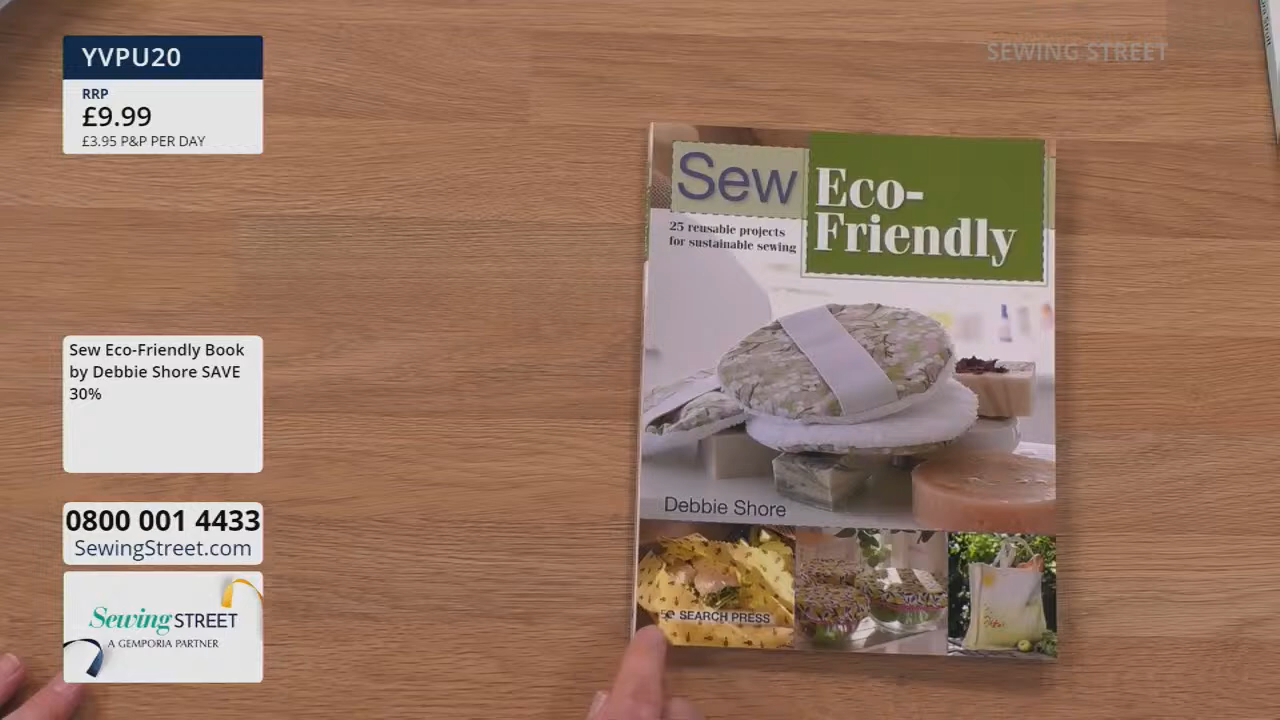 YVPU20
RRP
£9.99
£3.95 P&P PER DAY
SEWING STREET
Sew Eco-
Friendly
25 reusable projects
for sustainable sewing
Debbie Shore
SEARCH PRESS
Sew Eco-Friendly Book
by Debbie Shore SAVE
30%
0800 001 4433
SewingStreet.com
Sewing STREET
A GEMPORIA PARTNER